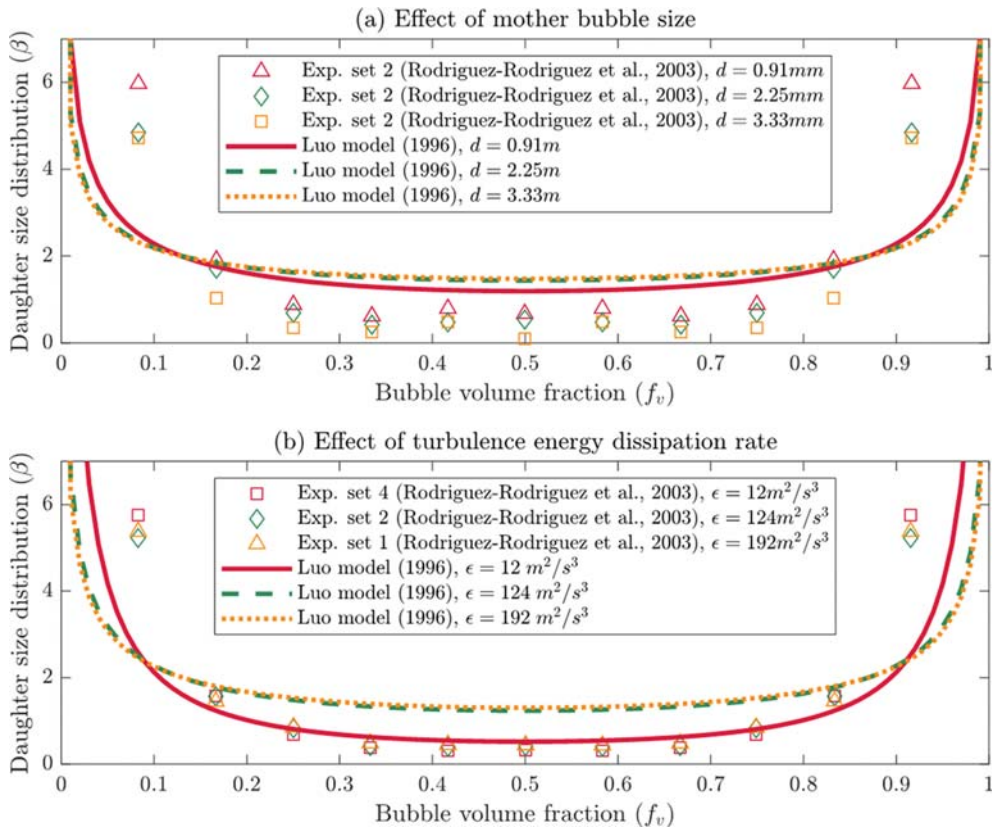 (a) Effect of mother bubble size
Daughter size distribution (β)
6
4
2
0
Exp. set 2 (Rodriguez-Rodriguez et al., 2003), d = 0.91mm
Exp. set 2 (Rodriguez-Rodriguez et al., 2003), d = 2.25mm
Exp. set 2 (Rodriguez-Rodriguez et al., 2003), d = 3.33mm
Luo model (1996), d = 0.91m
Luo model (1996), d = 2.25m
Luo model (1996), d = 3.33m
0 0.1 0.2 0.3 0.4 0.5 0.6 0.7 0.8 0.9 1
Bubble volume fraction (f_v)
(b) Effect of turbulence energy dissipation rate
Daughter size distribution (β)
6
4
2
0
Exp. set 4 (Rodriguez-Rodriguez et al., 2003), ϵ = 12m²/s³
Exp. set 2 (Rodriguez-Rodriguez et al., 2003), ϵ = 124m²/s³
Exp. set 1 (Rodriguez-Rodriguez et al., 2003), ϵ = 192m²/s³
Luo model (1996), ϵ = 12 m²/s³
Luo model (1996), ϵ = 124 m²/s³
Luo model (1996), ϵ = 192 m²/s³
0 0.1 0.2 0.3 0.4 0.5 0.6 0.7 0.8 0.9 1
Bubble volume fraction (f_v)